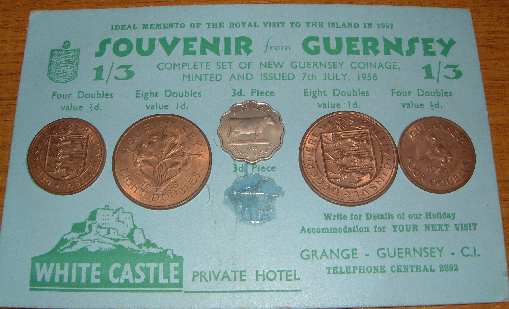 IDEAL MEMENTO OF THE ROYAL VISIT TO THE ISLAND IN 1957
SOUVENIR from GUERNSEY
1/3 COMPLETE SET OF NEW GUERNSEY COINAGE, 1/3
MINTED AND ISSUED 7th JULY, 1956
Four Doubles
value ½d.
Eight Doubles
value 1d.
3d. Piece
Eight Doubles
value 1d.
Four Doubles
value ½d.
3d. Piece
Write for Details of our Holiday
Accommodation for YOUR NEXT VISIT
WHITE CASTLE PRIVATE HOTEL
GRANGE - GUERNSEY - C.I.
TELEPHONE CENTRAL 2892